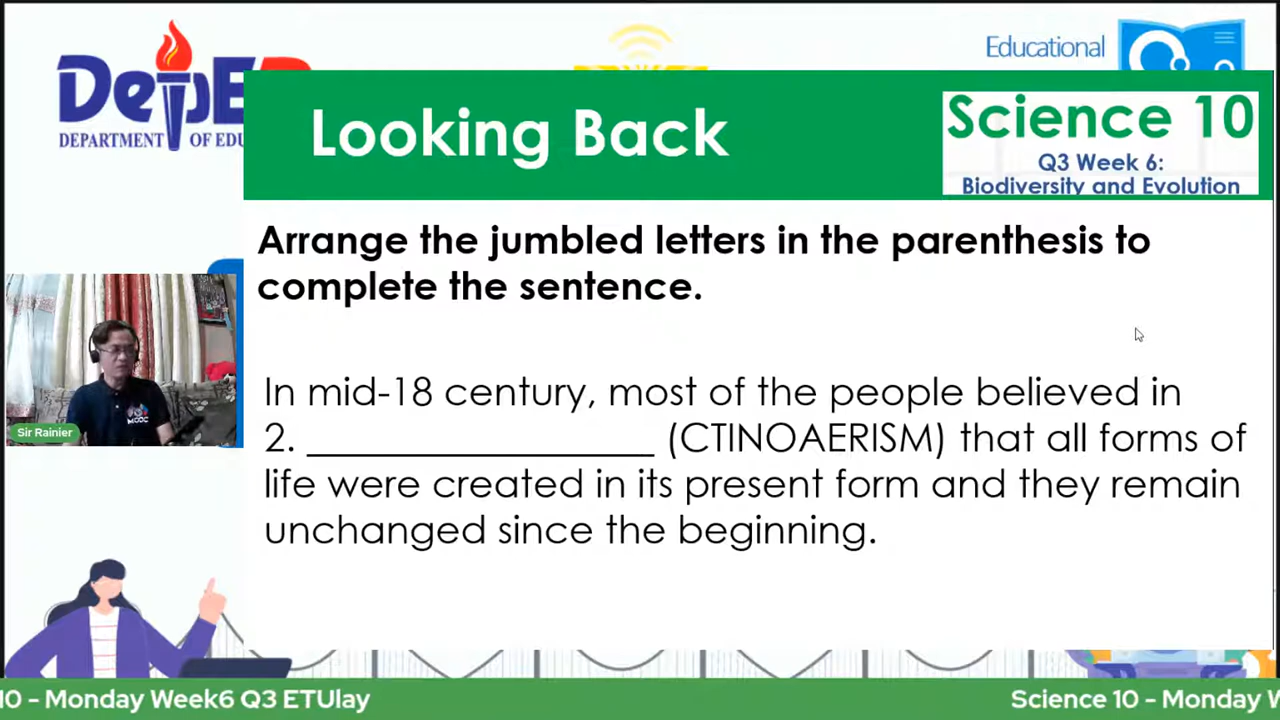 DepED
DEPARTMENT OF EDU
Educational
Looking Back
Science 10
Q3 Week 6:
Biodiversity and Evolution
Arrange the jumbled letters in the parenthesis to
complete the sentence.
In mid-18 century, most of the people believed in
2. _________________ (CTINOAERISM) that all forms of
life were created in its present form and they remain
unchanged since the beginning.
MOOC
Sir Rainier
10 - Monday Week6 Q3 ETUlay
Science 10 - Monday W